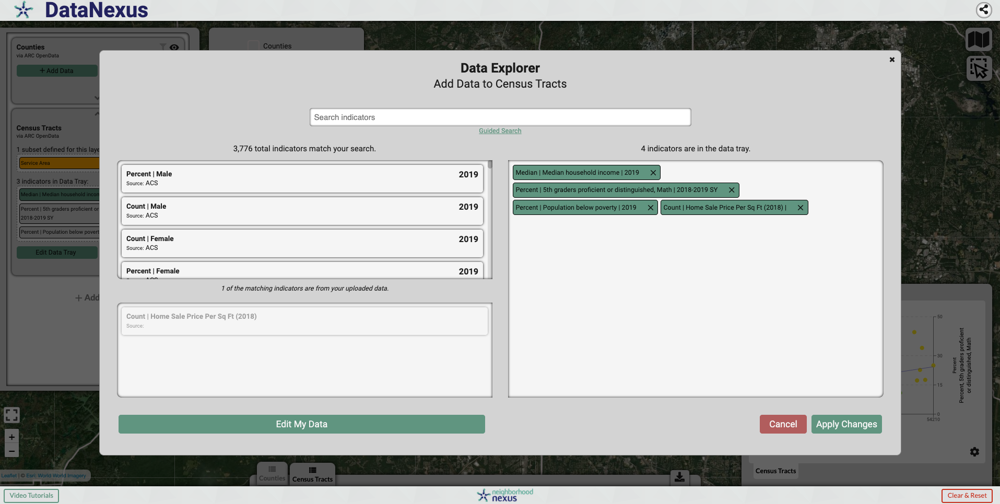 DataNexus
Counties
via ARC OpenData
+ Add Data
Counties
Census Tracts
via ARC OpenData
1 subset defined for this laye
Service Area
3 indicators in Data Tray:
Median | Median household incom
Percent | 5th graders proficient or
2018-2019 SY
Percent | Population below povert
Edit Data Tray
+ Add
Data Explorer
Add Data to Census Tracts
Search indicators
Guided Search
3,776 total indicators match your search.
Percent | Male
2019
Source: ACS
Count | Male
2019
Source: ACS
Count | Female
2019
Source: ACS
Percent | Female
2019
1 of the matching indicators are from your uploaded data.
Count | Home Sale Price Per Sq Ft (2018)
Source:
Edit My Data
4 indicators are in the data tray.
Median | Median household income | 2019
Percent | 5th graders proficient or distinguished, Math | 2018-2019 SY
Percent | Population below poverty | 2019
Count | Home Sale Price Per Sq Ft (2018) |
Cancel
Apply Changes
50
30
15
0
54210
Percent
Percent, 5th graders proficient
or distinguished, Math
Census Tracts
+
−
Leaflet | © Esri: World World Imagery
Counties
Census Tracts
Video Tutorials
neighborhood
nexus
Clear & Reset